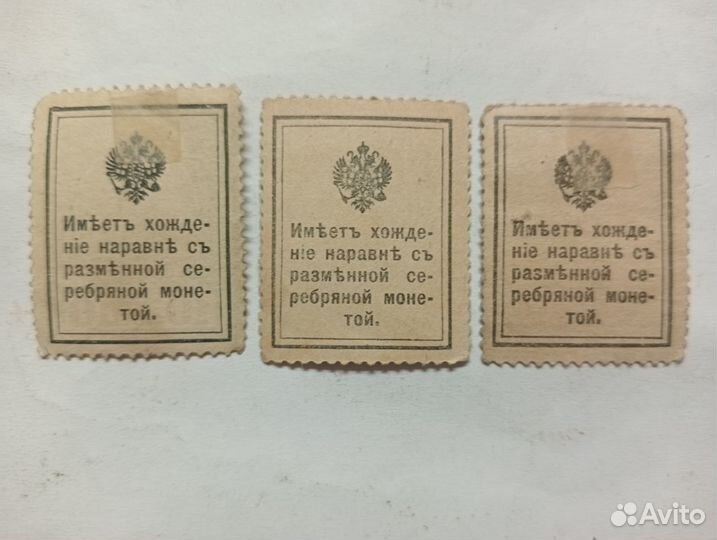 Имѣетъ хожде-
ніе наравнѣ съ
размѣнной се-
ребряной моне-
той.
Имѣетъ хожде-
ніе наравнѣ съ
размѣнной се-
ребряной моне-
той.
Имѣетъ хожде-
ніе наравнѣ съ
размѣнной се-
ребряной моне-
той.
Avito